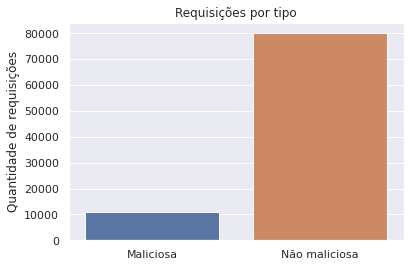 Requisições por tipo
Quantidade de requisições
80000
70000
60000
50000
40000
30000
20000
10000
0
Maliciosa
Não maliciosa